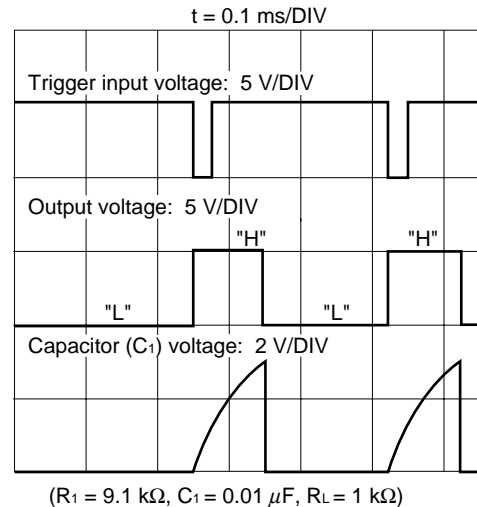 t = 0.1 ms/DIV
Trigger input voltage: 5 V/DIV
Output voltage: 5 V/DIV
"H" "H"
"L" "L"
Capacitor (C₁) voltage: 2 V/DIV
(R₁ = 9.1 kΩ, C₁ = 0.01 μF, RL = 1 kΩ)